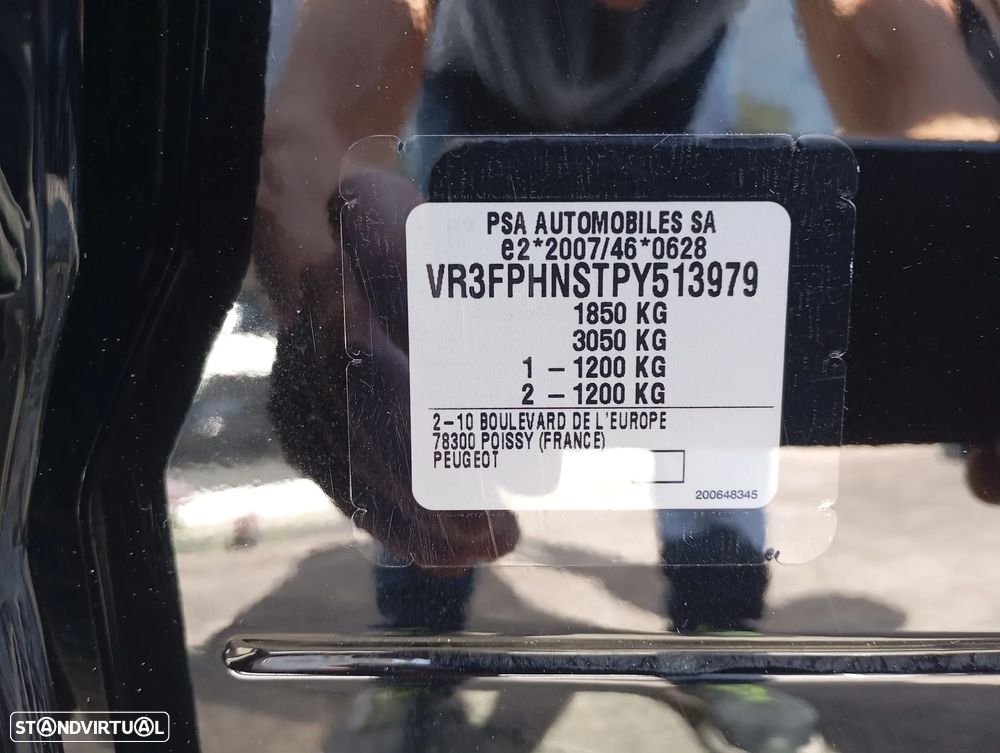 PSA AUTOMOBILES SA
e2*2007/46*0628
VR3FPHNSTPY513979
1850 KG
3050 KG
1 - 1200 KG
2 - 1200 KG
2-10 BOULEVARD DE L'EUROPE
78300 POISSY (FRANCE)
PEUGEOT
200648345
STANDVIRTUAL